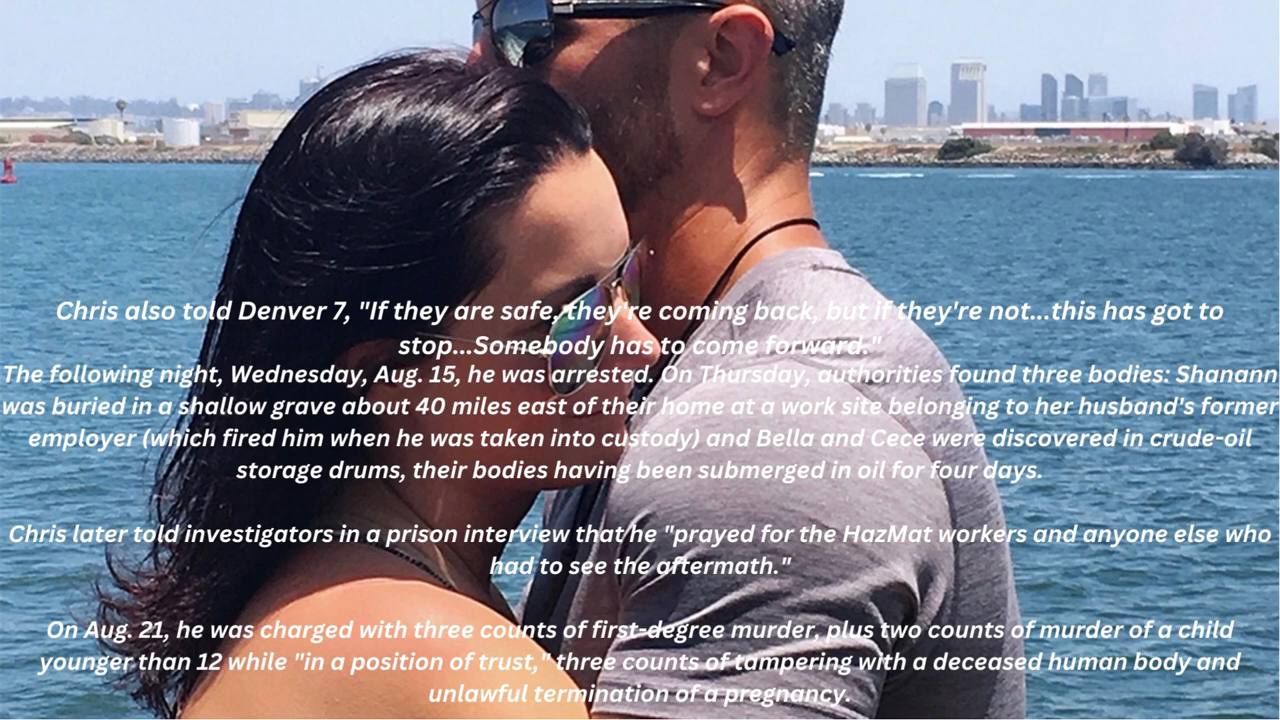 Chris also told Denver 7, "If they are safe, they're coming back, but if they're not...this has got to
stop...Somebody has to come forward."
The following night, Wednesday, Aug. 15, he was arrested. On Thursday, authorities found three bodies: Shanann
was buried in a shallow grave about 40 miles east of their home at a work site belonging to her husband's former
employer (which fired him when he was taken into custody) and Bella and Cece were discovered in crude-oil
storage drums, their bodies having been submerged in oil for four days.
Chris later told investigators in a prison interview that he "prayed for the HazMat workers and anyone else who
had to see the aftermath."
On Aug. 21, he was charged with three counts of first-degree murder, plus two counts of murder of a child
younger than 12 while "in a position of trust," three counts of tampering with a deceased human body and
unlawful termination of a pregnancy.